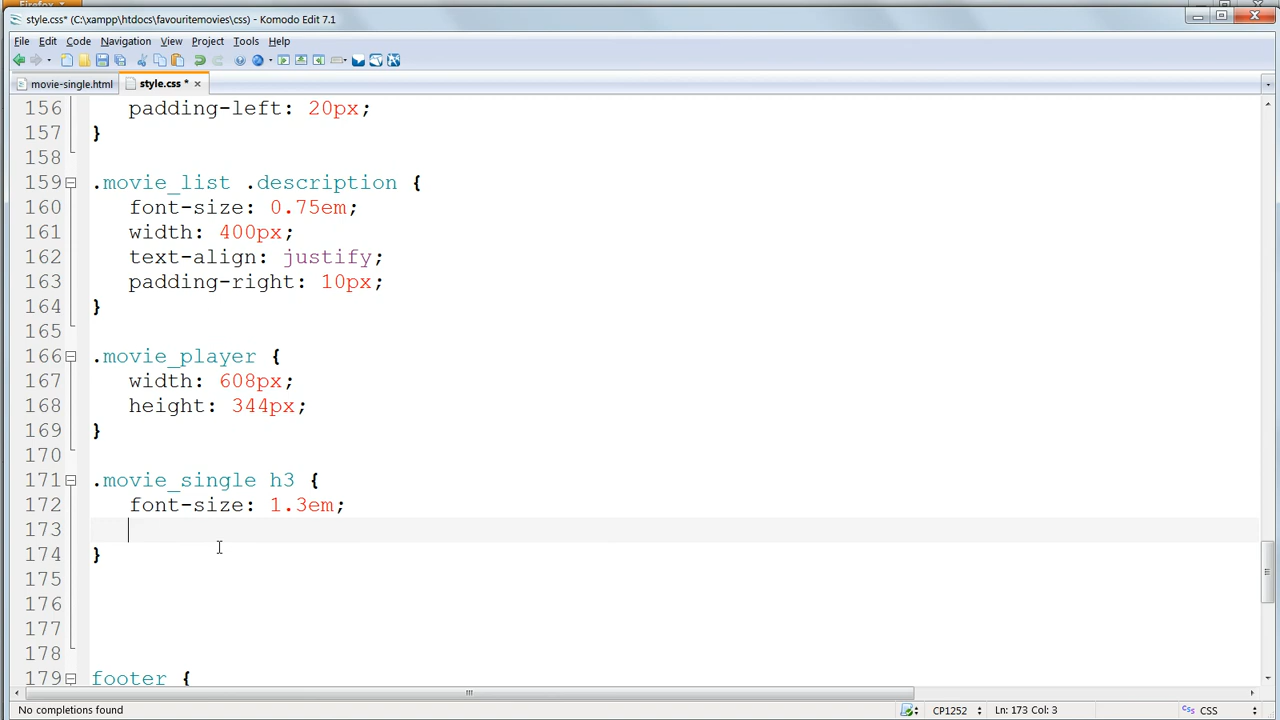 Firefox
style.css* (C:\xampp\htdocs\favouritemovies\css) - Komodo Edit 7.1
File Edit Code Navigation View Project Tools Help
movie-single.html style.css *
156 padding-left: 20px;
157 }
158
159 .movie_list .description {
160 font-size: 0.75em;
161 width: 400px;
162 text-align: justify;
163 padding-right: 10px;
164 }
165
166 .movie_player {
167 width: 608px;
168 height: 344px;
169 }
170
171 .movie_single h3 {
172 font-size: 1.3em;
173
174 }
175
176
177
178
179 footer {
No completions found CP1252 Ln: 173 Col: 3 CSS